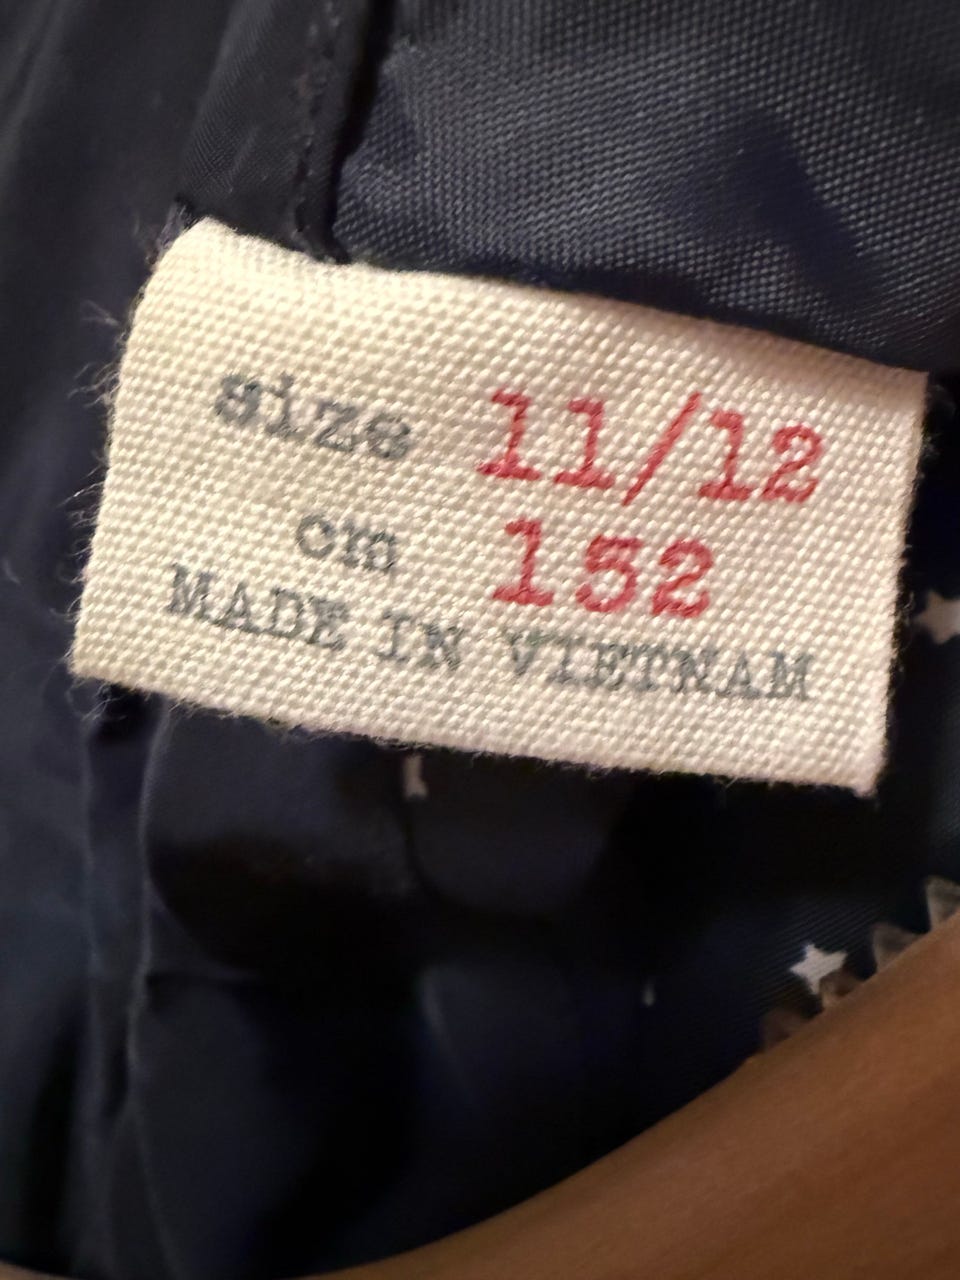 size 11/12
cm 152
MADE IN VIETNAM